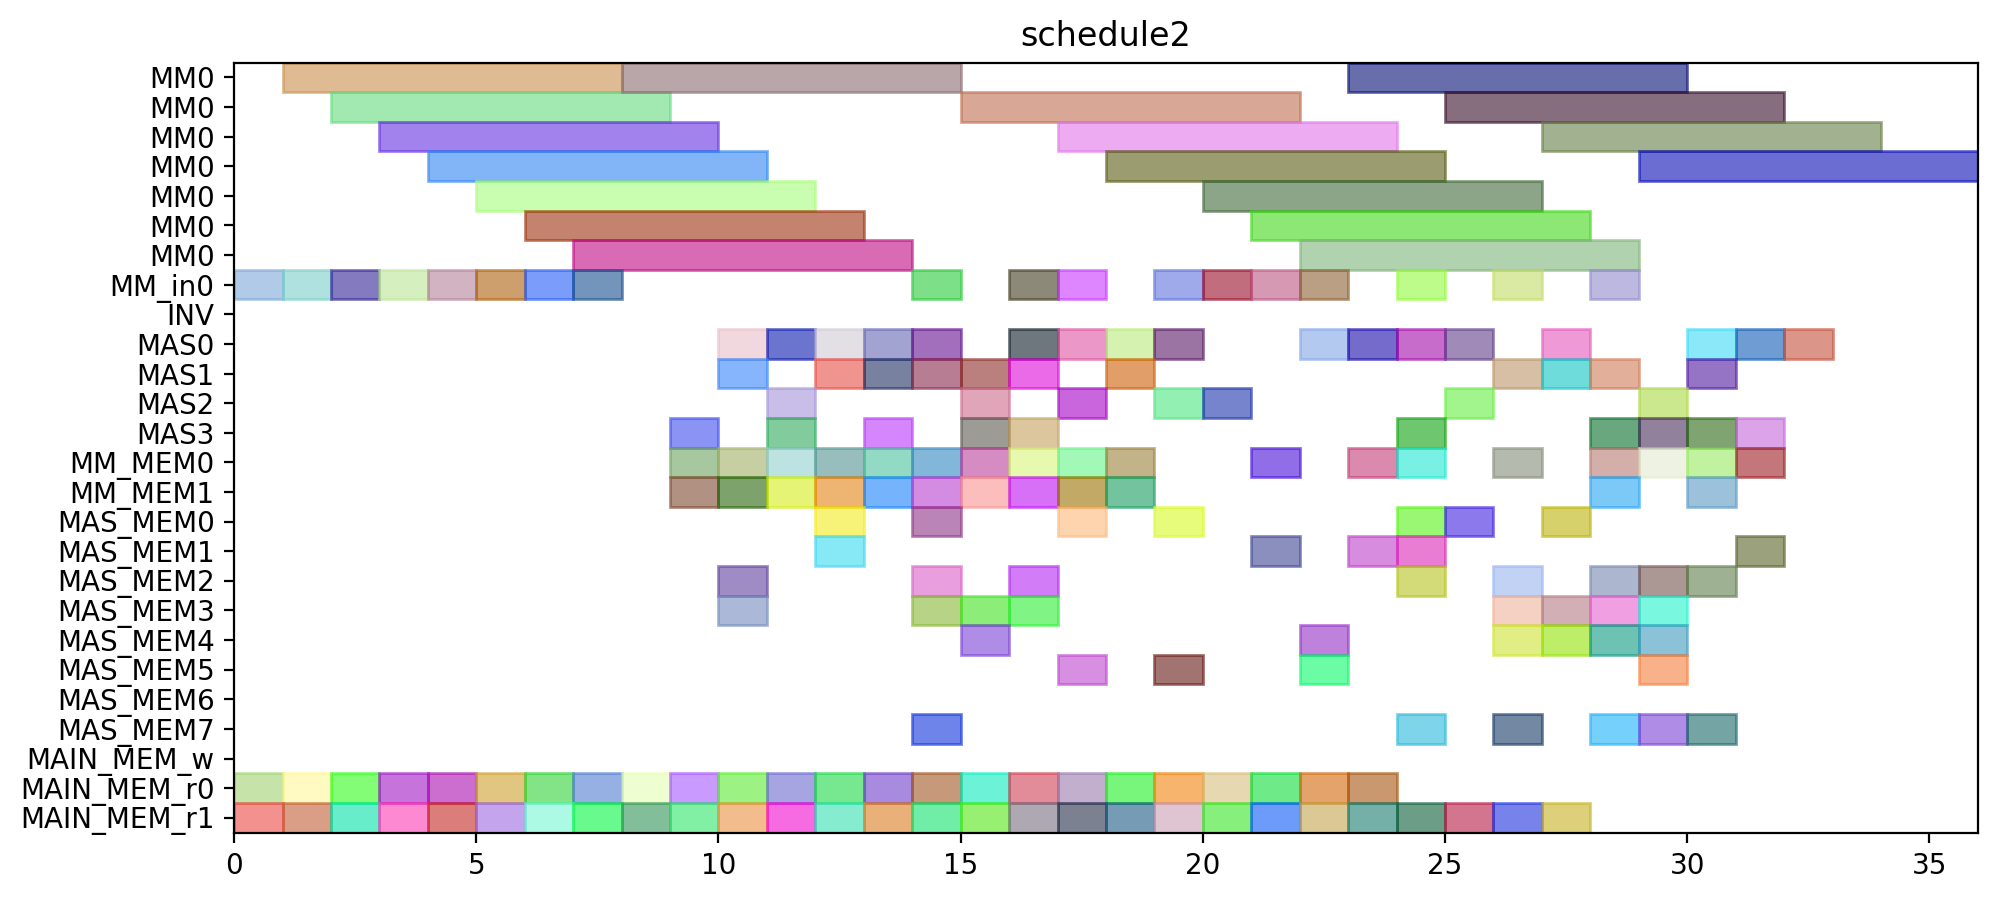 schedule2
MM0
MM0
MM0
MM0
MM0
MM0
MM0
MM_in0
INV
MAS0
MAS1
MAS2
MAS3
MM_MEM0
MM_MEM1
MAS_MEM0
MAS_MEM1
MAS_MEM2
MAS_MEM3
MAS_MEM4
MAS_MEM5
MAS_MEM6
MAS_MEM7
MAIN_MEM_w
MAIN_MEM_r0
MAIN_MEM_r1
0 5 10 15 20 25 30 35